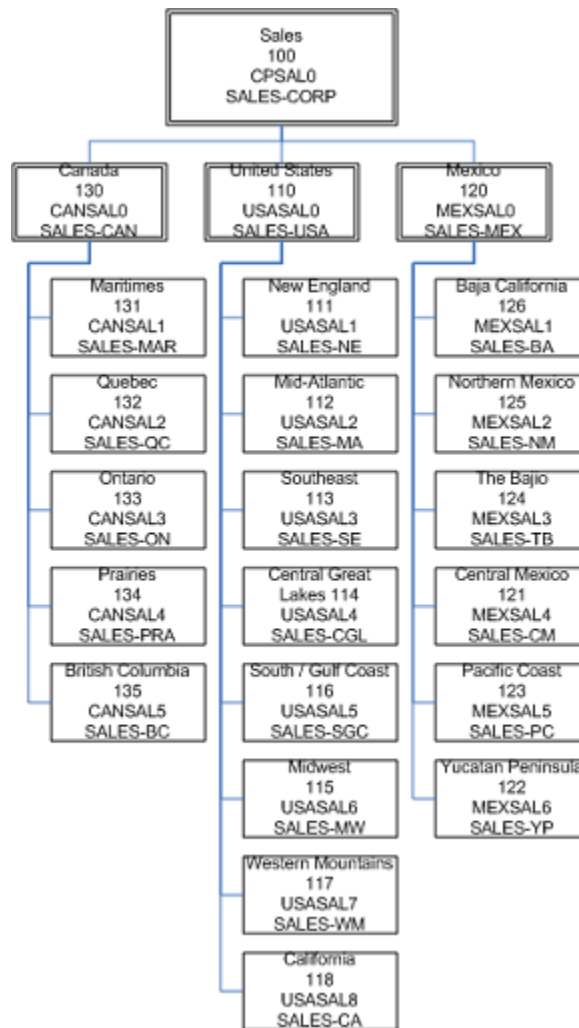 Sales
100
CPSAL0
SALES-CORP
Canada
130
CANSAL0
SALES-CAN
United States
110
USASAL0
SALES-USA
Mexico
120
MEXSAL0
SALES-MEX
Maritimes
131
CANSAL1
SALES-MAR
Quebec
132
CANSAL2
SALES-QC
Ontario
133
CANSAL3
SALES-ON
Prairies
134
CANSAL4
SALES-PRA
British Columbia
135
CANSAL5
SALES-BC
New England
111
USASAL1
SALES-NE
Mid-Atlantic
112
USASAL2
SALES-MA
Southeast
113
USASAL3
SALES-SE
Central Great
Lakes 114
USASAL4
SALES-CGL
South / Gulf Coast
116
USASAL5
SALES-SGC
Midwest
115
USASAL6
SALES-MW
Western Mountains
117
USASAL7
SALES-WM
California
118
USASAL8
SALES-CA
Baja California
126
MEXSAL1
SALES-BA
Northern Mexico
125
MEXSAL2
SALES-NM
The Bajio
124
MEXSAL3
SALES-TB
Central Mexico
121
MEXSAL4
SALES-CM
Pacific Coast
123
MEXSAL5
SALES-PC
Yucatan Peninsula
122
MEXSAL6
SALES-YP